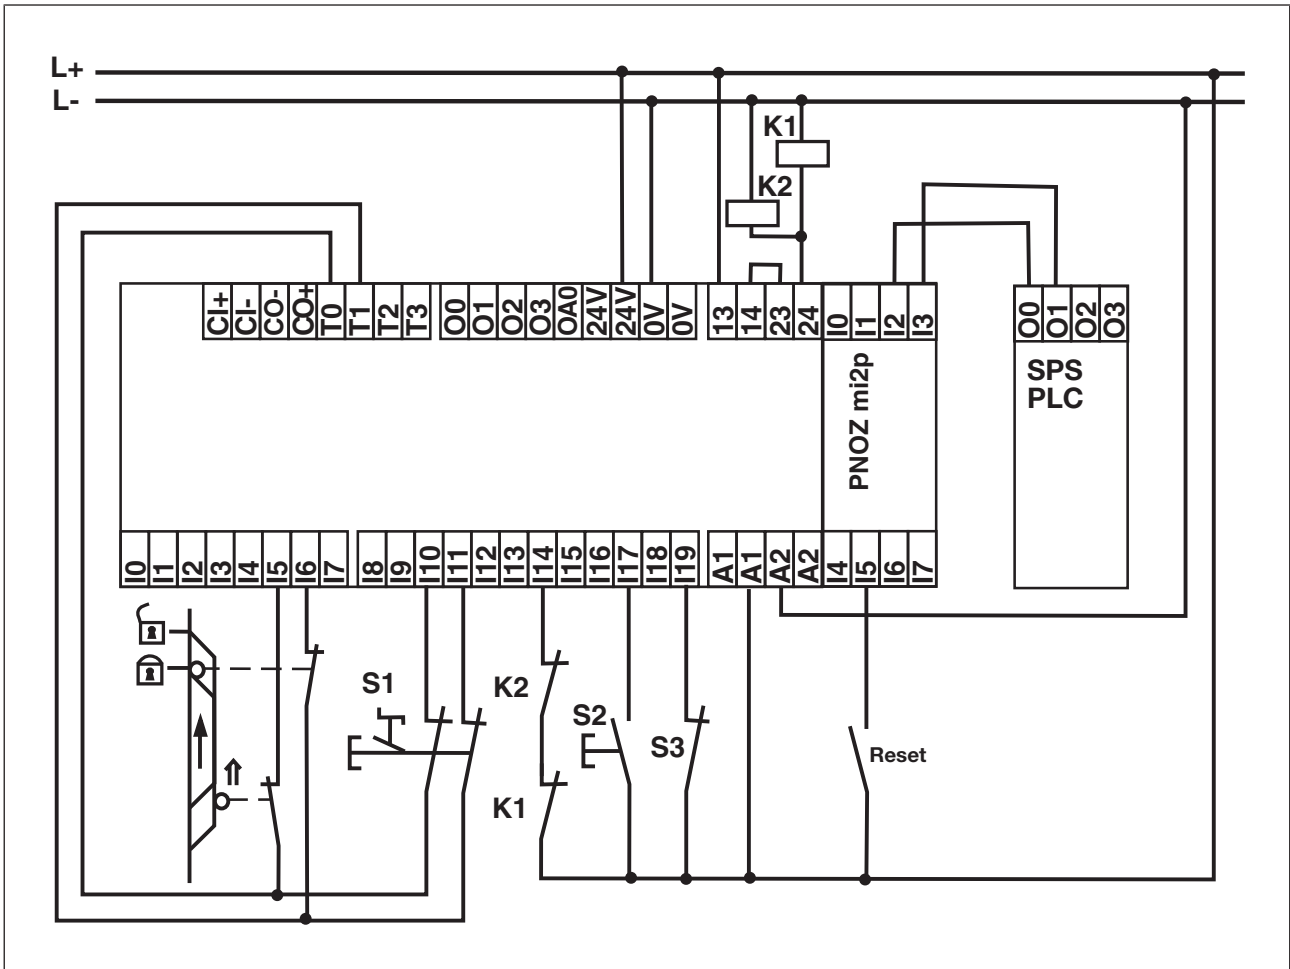 L+
L-
K1
K2
CI+ CI- CO- CO+ T0 T1 T2 T3 O0 O1 O2 O3 OA0 24V 24V 0V 0V 13 14 23 24 I0 I1 I2 I3
O0 O1 O2 O3
SPS
PLC
PNOZ mi2p
I0 I1 I2 I3 I4 I5 I6 I7 I8 I9 I10 I11 I12 I13 I14 I15 I16 I17 I18 I19 A1 A1 A2 A2 I4 I5 I6 I7
S1
K2
S2
S3
Reset
K1